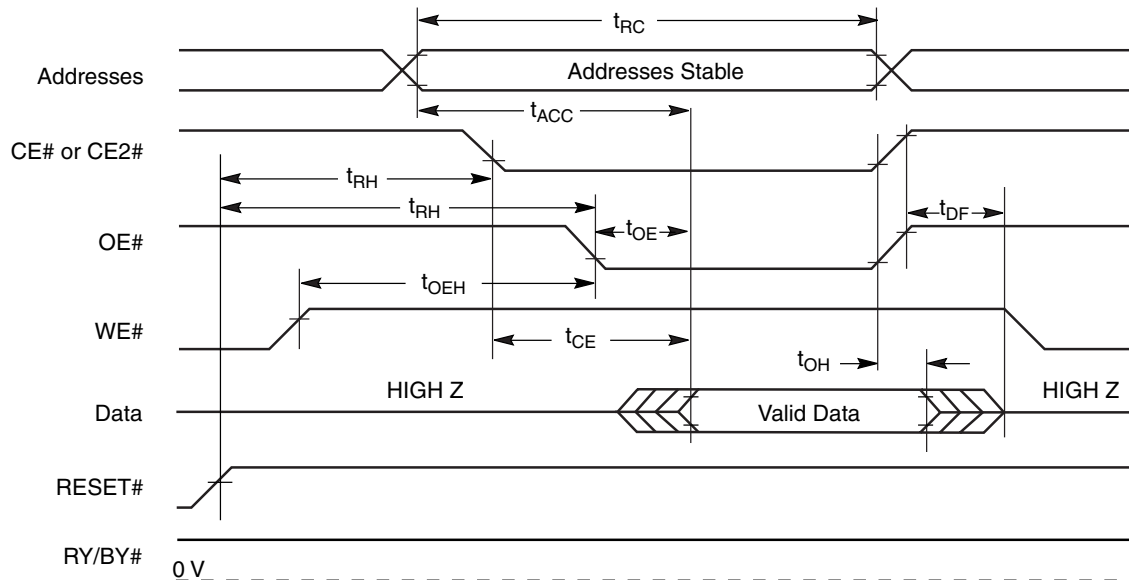 tRC
Addresses
Addresses Stable
tACC
CE# or CE2#
tRH
tRH
tDF
OE#
tOE
tOEH
WE#
tCE
tOH
HIGH Z
HIGH Z
Data
Valid Data
RESET#
RY/BY#
0 V